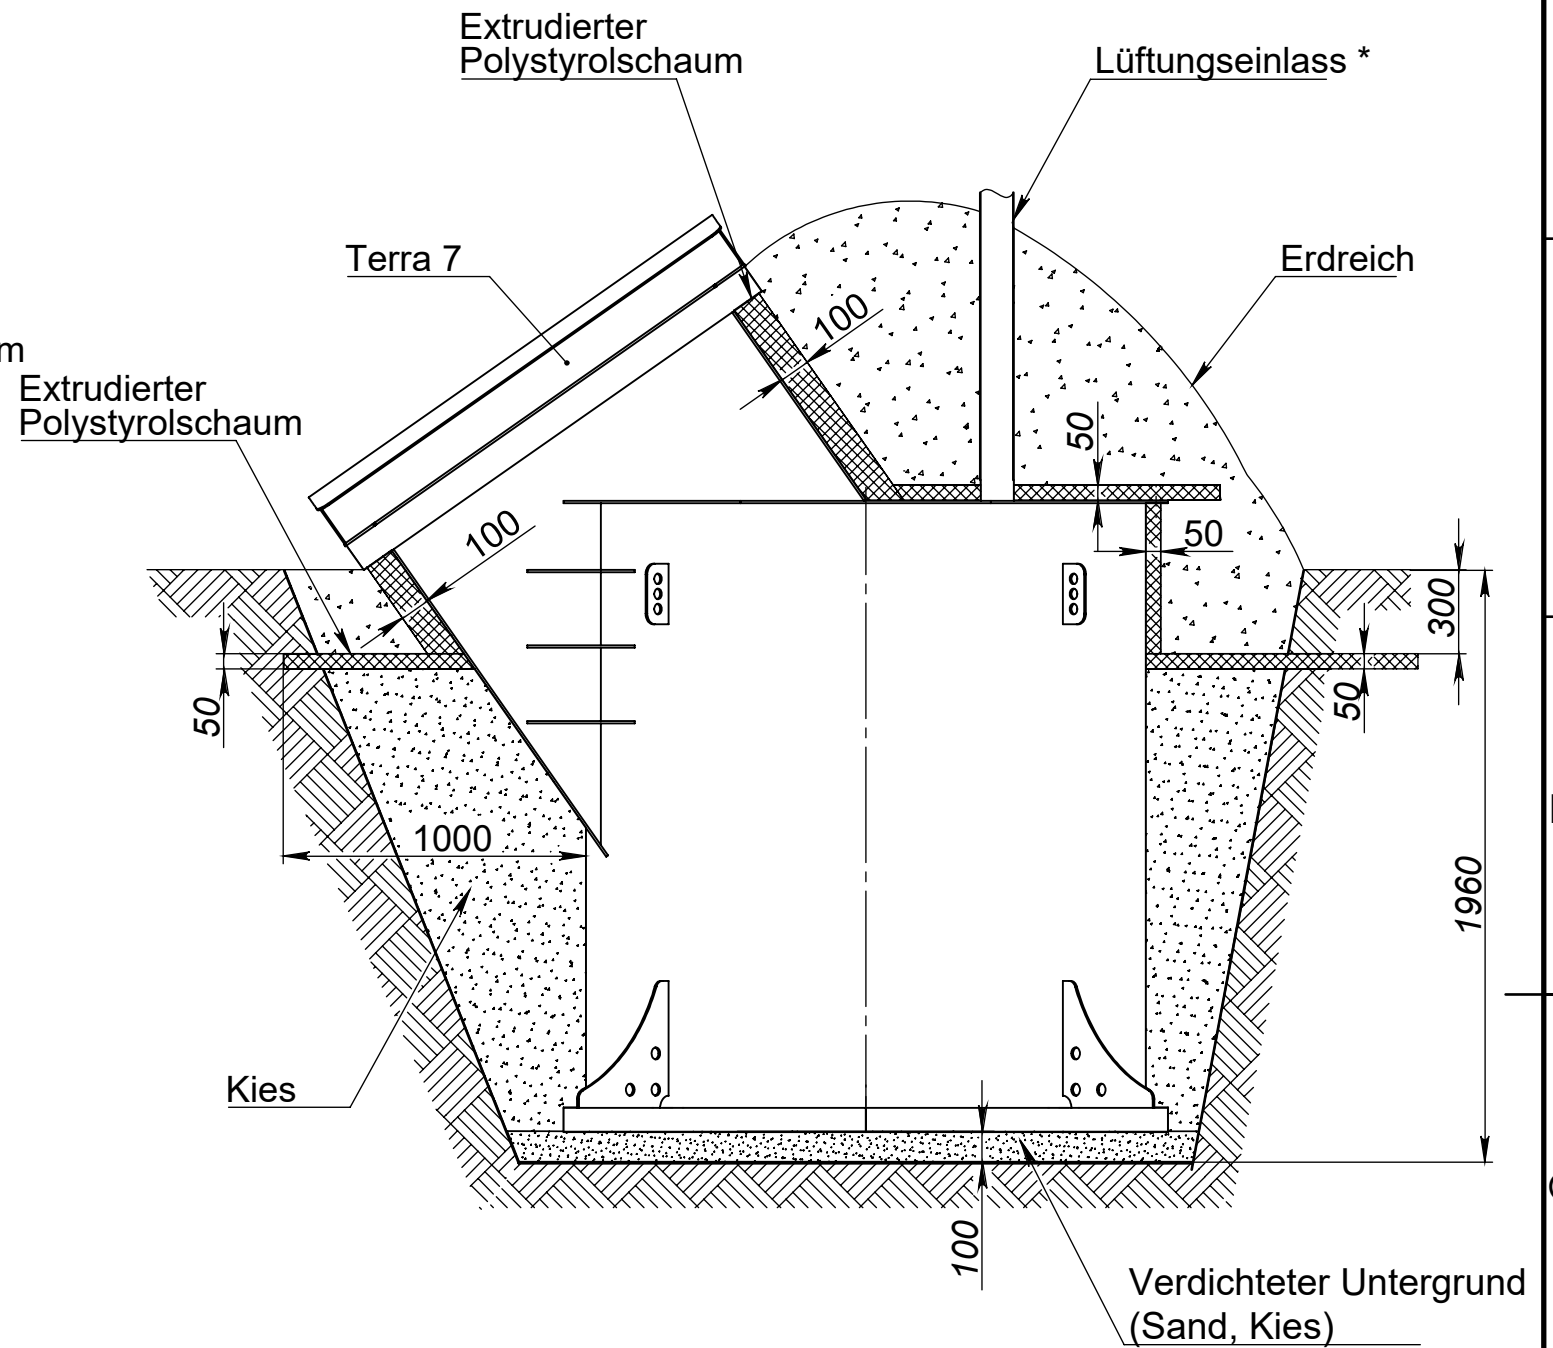 Extrudierter
Polystyrolschaum
Lüftungseinlass *
Terra 7
Erdreich
m
Extrudierter
Polystyrolschaum
100
50
100
50
300
50
50
1000
1960
Kies
100
Verdichteter Untergrund
(Sand, Kies)